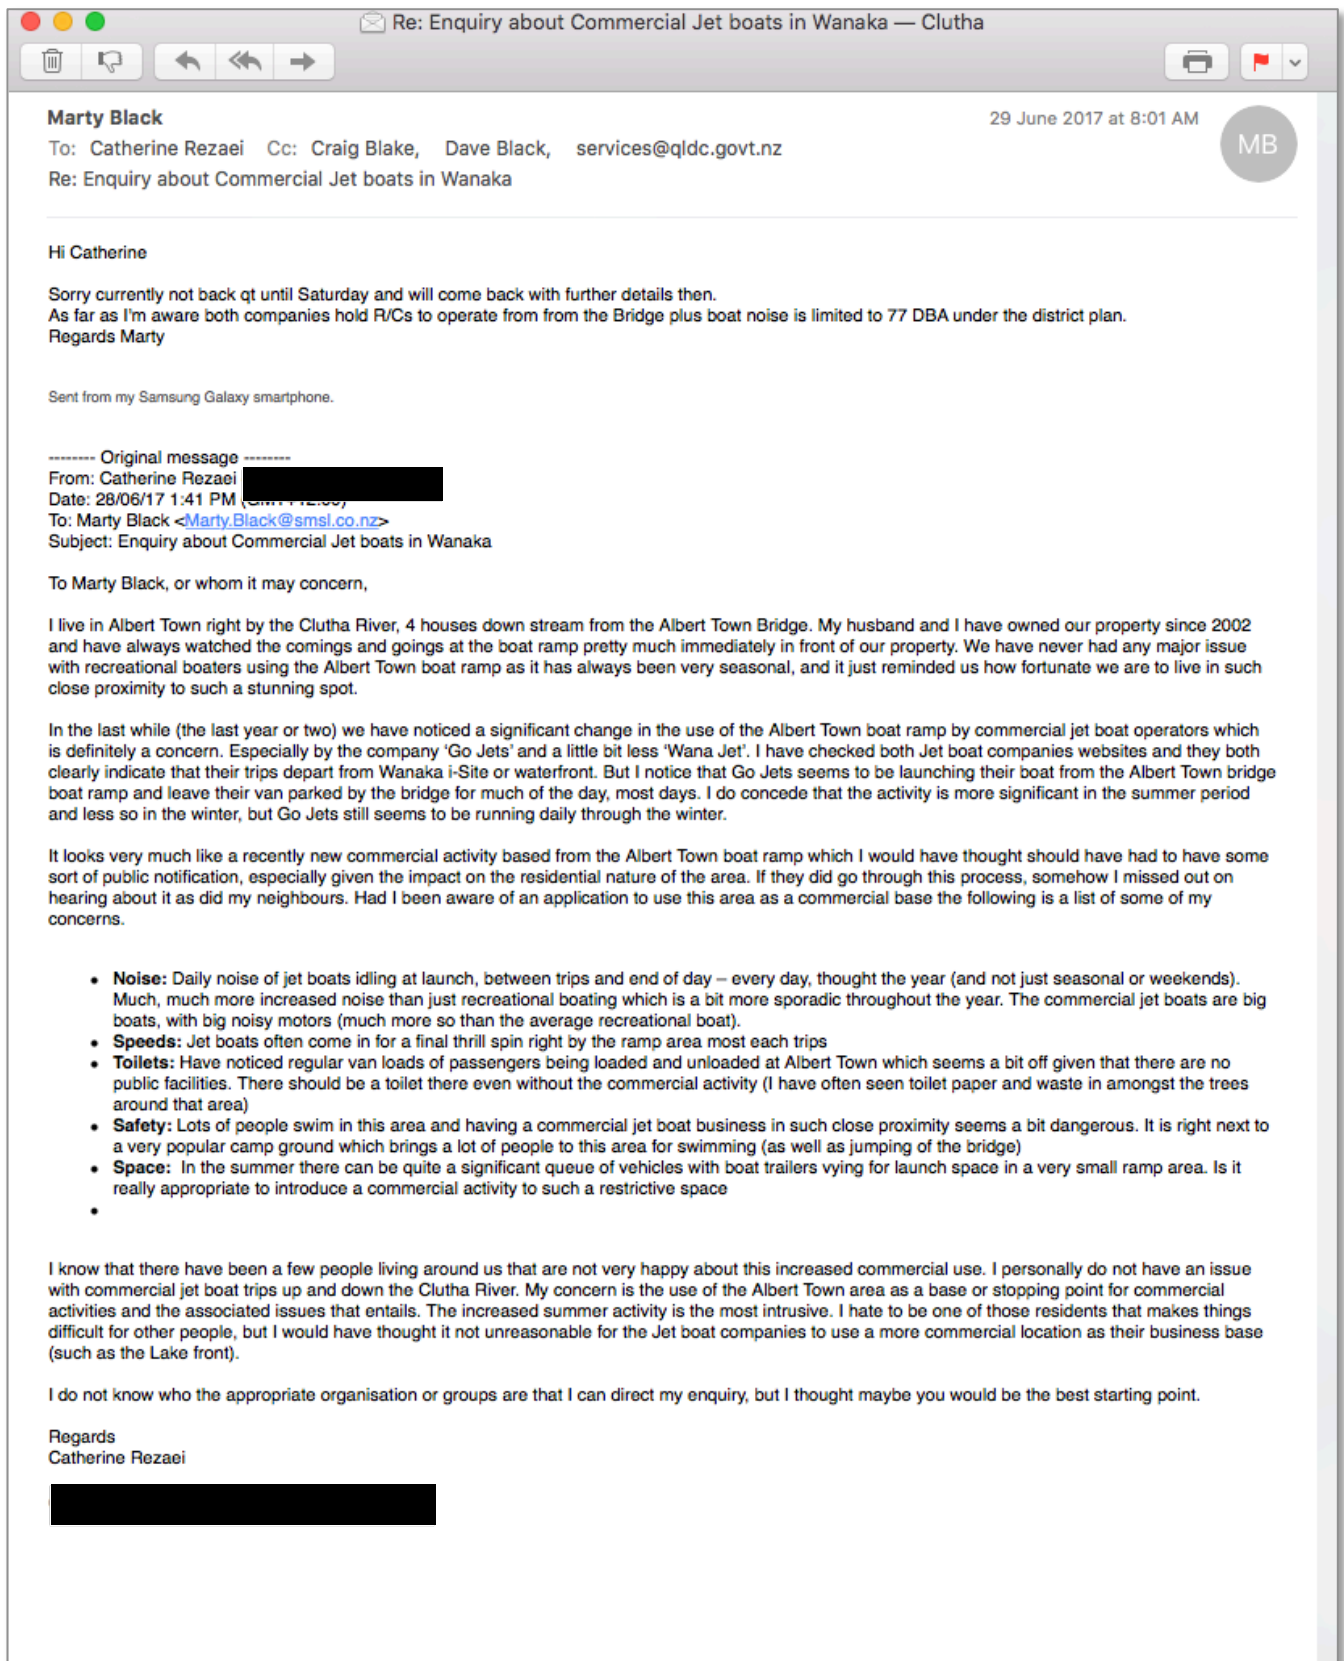 Re: Enquiry about Commercial Jet boats in Wanaka — Clutha
Marty Black
29 June 2017 at 8:01 AM
MB
To: Catherine Rezaei Cc: Craig Blake, Dave Black, services@qldc.govt.nz
Re: Enquiry about Commercial Jet boats in Wanaka
Hi Catherine
Sorry currently not back qt until Saturday and will come back with further details then.
As far as I'm aware both companies hold R/Cs to operate from from the Bridge plus boat noise is limited to 77 DBA under the district plan.
Regards Marty
Sent from my Samsung Galaxy smartphone.
-------- Original message --------
From: Catherine Rezaei
Date: 28/06/17 1:41 PM
To: Marty Black <Marty.Black@smsl.co.nz>
Subject: Enquiry about Commercial Jet boats in Wanaka
To Marty Black, or whom it may concern,
I live in Albert Town right by the Clutha River, 4 houses down stream from the Albert Town Bridge. My husband and I have owned our property since 2002
and have always watched the comings and goings at the boat ramp pretty much immediately in front of our property. We have never had any major issue
with recreational boaters using the Albert Town boat ramp as it has always been very seasonal, and it just reminded us how fortunate we are to live in such
close proximity to such a stunning spot.
In the last while (the last year or two) we have noticed a significant change in the use of the Albert Town boat ramp by commercial jet boat operators which
is definitely a concern. Especially by the company ‘Go Jets’ and a little bit less ‘Wana Jet’. I have checked both Jet boat companies websites and they both
clearly indicate that their trips depart from Wanaka i-Site or waterfront. But I notice that Go Jets seems to be launching their boat from the Albert Town bridge
boat ramp and leave their van parked by the bridge for much of the day, most days. I do concede that the activity is more significant in the summer period
and less so in the winter, but Go Jets still seems to be running daily through the winter.
It looks very much like a recently new commercial activity based from the Albert Town boat ramp which I would have thought should have had to have some
sort of public notification, especially given the impact on the residential nature of the area. If they did go through this process, somehow I missed out on
hearing about it as did my neighbours. Had I been aware of an application to use this area as a commercial base the following is a list of some of my
concerns.
• Noise: Daily noise of jet boats idling at launch, between trips and end of day – every day, thought the year (and not just seasonal or weekends).
Much, much more increased noise than just recreational boating which is a bit more sporadic throughout the year. The commercial jet boats are big
boats, with big noisy motors (much more so than the average recreational boat).
• Speeds: Jet boats often come in for a final thrill spin right by the ramp area most each trips
• Toilets: Have noticed regular van loads of passengers being loaded and unloaded at Albert Town which seems a bit off given that there are no
public facilities. There should be a toilet there even without the commercial activity (I have often seen toilet paper and waste in amongst the trees
around that area)
• Safety: Lots of people swim in this area and having a commercial jet boat business in such close proximity seems a bit dangerous. It is right next to
a very popular camp ground which brings a lot of people to this area for swimming (as well as jumping of the bridge)
• Space: In the summer there can be quite a significant queue of vehicles with boat trailers vying for launch space in a very small ramp area. Is it
really appropriate to introduce a commercial activity to such a restrictive space
•
I know that there have been a few people living around us that are not very happy about this increased commercial use. I personally do not have an issue
with commercial jet boat trips up and down the Clutha River. My concern is the use of the Albert Town area as a base or stopping point for commercial
activities and the associated issues that entails. The increased summer activity is the most intrusive. I hate to be one of those residents that makes things
difficult for other people, but I would have thought it not unreasonable for the Jet boat companies to use a more commercial location as their business base
(such as the Lake front).
I do not know who the appropriate organisation or groups are that I can direct my enquiry, but I thought maybe you would be the best starting point.
Regards
Catherine Rezaei